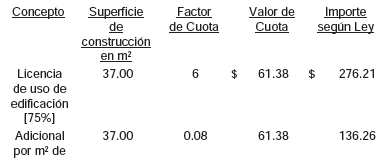 Concepto Superficie de construcción en m² Factor de Cuota Valor de Cuota Importe según Ley
Licencia de uso de edificación [75%] 37.00 6 $ 61.38 $ 276.21
Adicional por m² de 37.00 0.08 61.38 136.26